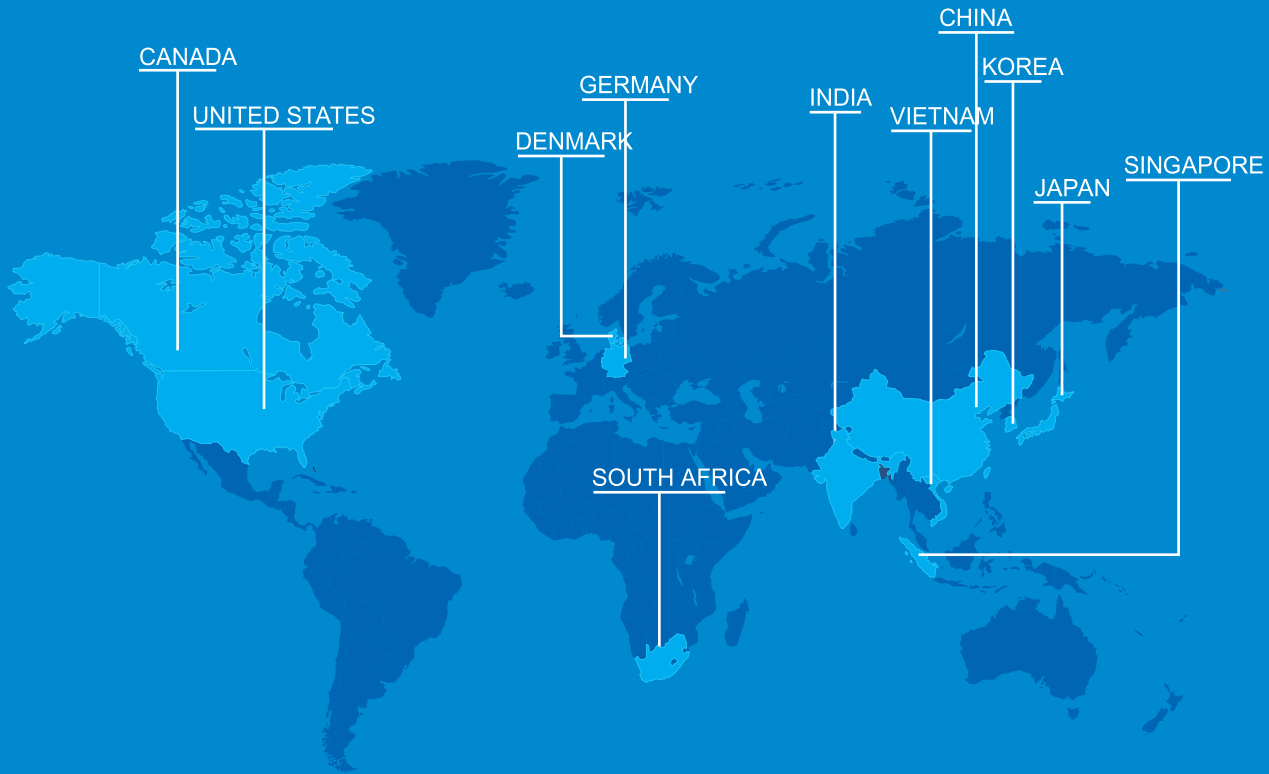 CHINA
CANADA
KOREA
GERMANY
INDIA
UNITED STATES
VIETNAM
DENMARK
SINGAPORE
JAPAN
SOUTH AFRICA